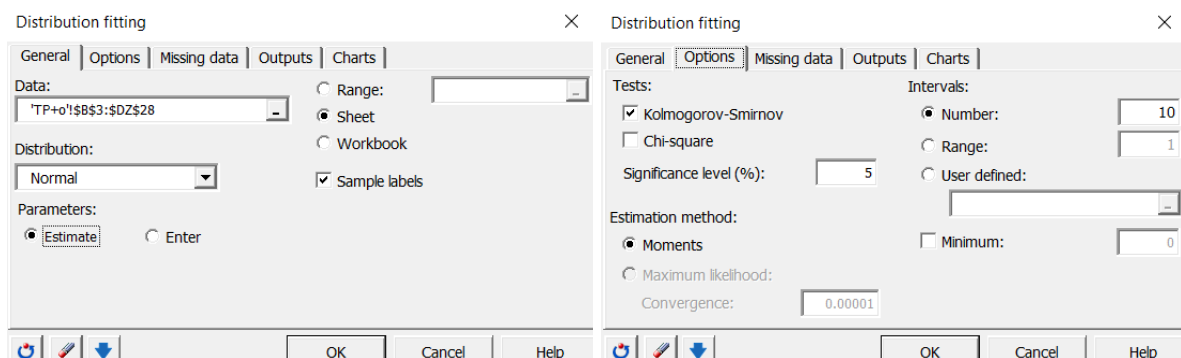 Distribution fitting
General Options Missing data Outputs Charts
Data:
'TP+o'!$B$3:$DZ$28
Range:
Sheet
Workbook
Distribution:
Normal
Sample labels
Parameters:
Estimate Enter
OK Cancel Help
Distribution fitting
General Options Missing data Outputs Charts
Tests:
Kolmogorov-Smirnov
Chi-square
Significance level (%): 5
Estimation method:
Moments
Maximum likelihood:
Convergence: 0.00001
Intervals:
Number: 10
Range: 1
User defined:
Minimum: 0
OK Cancel Help